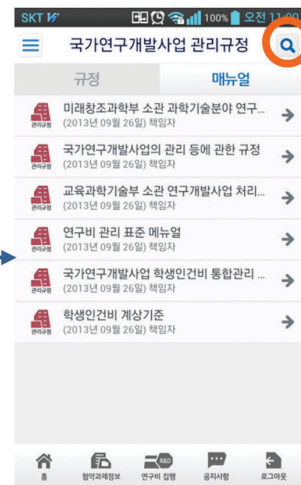 SKT 100% 오전 11:00
국가연구개발사업 관리규정
규정 매뉴얼
미래창조과학부 소관 과학기술분야 연구...
(2013년 09월 26일) 책임자
관리규정
국가연구개발사업의 관리 등에 관한 규정
(2013년 09월 26일) 책임자
관리규정
교육과학기술부 소관 연구개발사업 처리...
(2013년 09월 26일) 책임자
관리규정
연구비 관리 표준 메뉴얼
(2013년 09월 26일) 책임자
관리규정
국가연구개발사업 학생인건비 통합관리 ...
(2013년 09월 26일) 책임자
관리규정
학생인건비 계상기준
(2013년 09월 26일) 책임자
관리규정
R&D
홈 협약과제정보 연구비 집행 공지사항 로그아웃